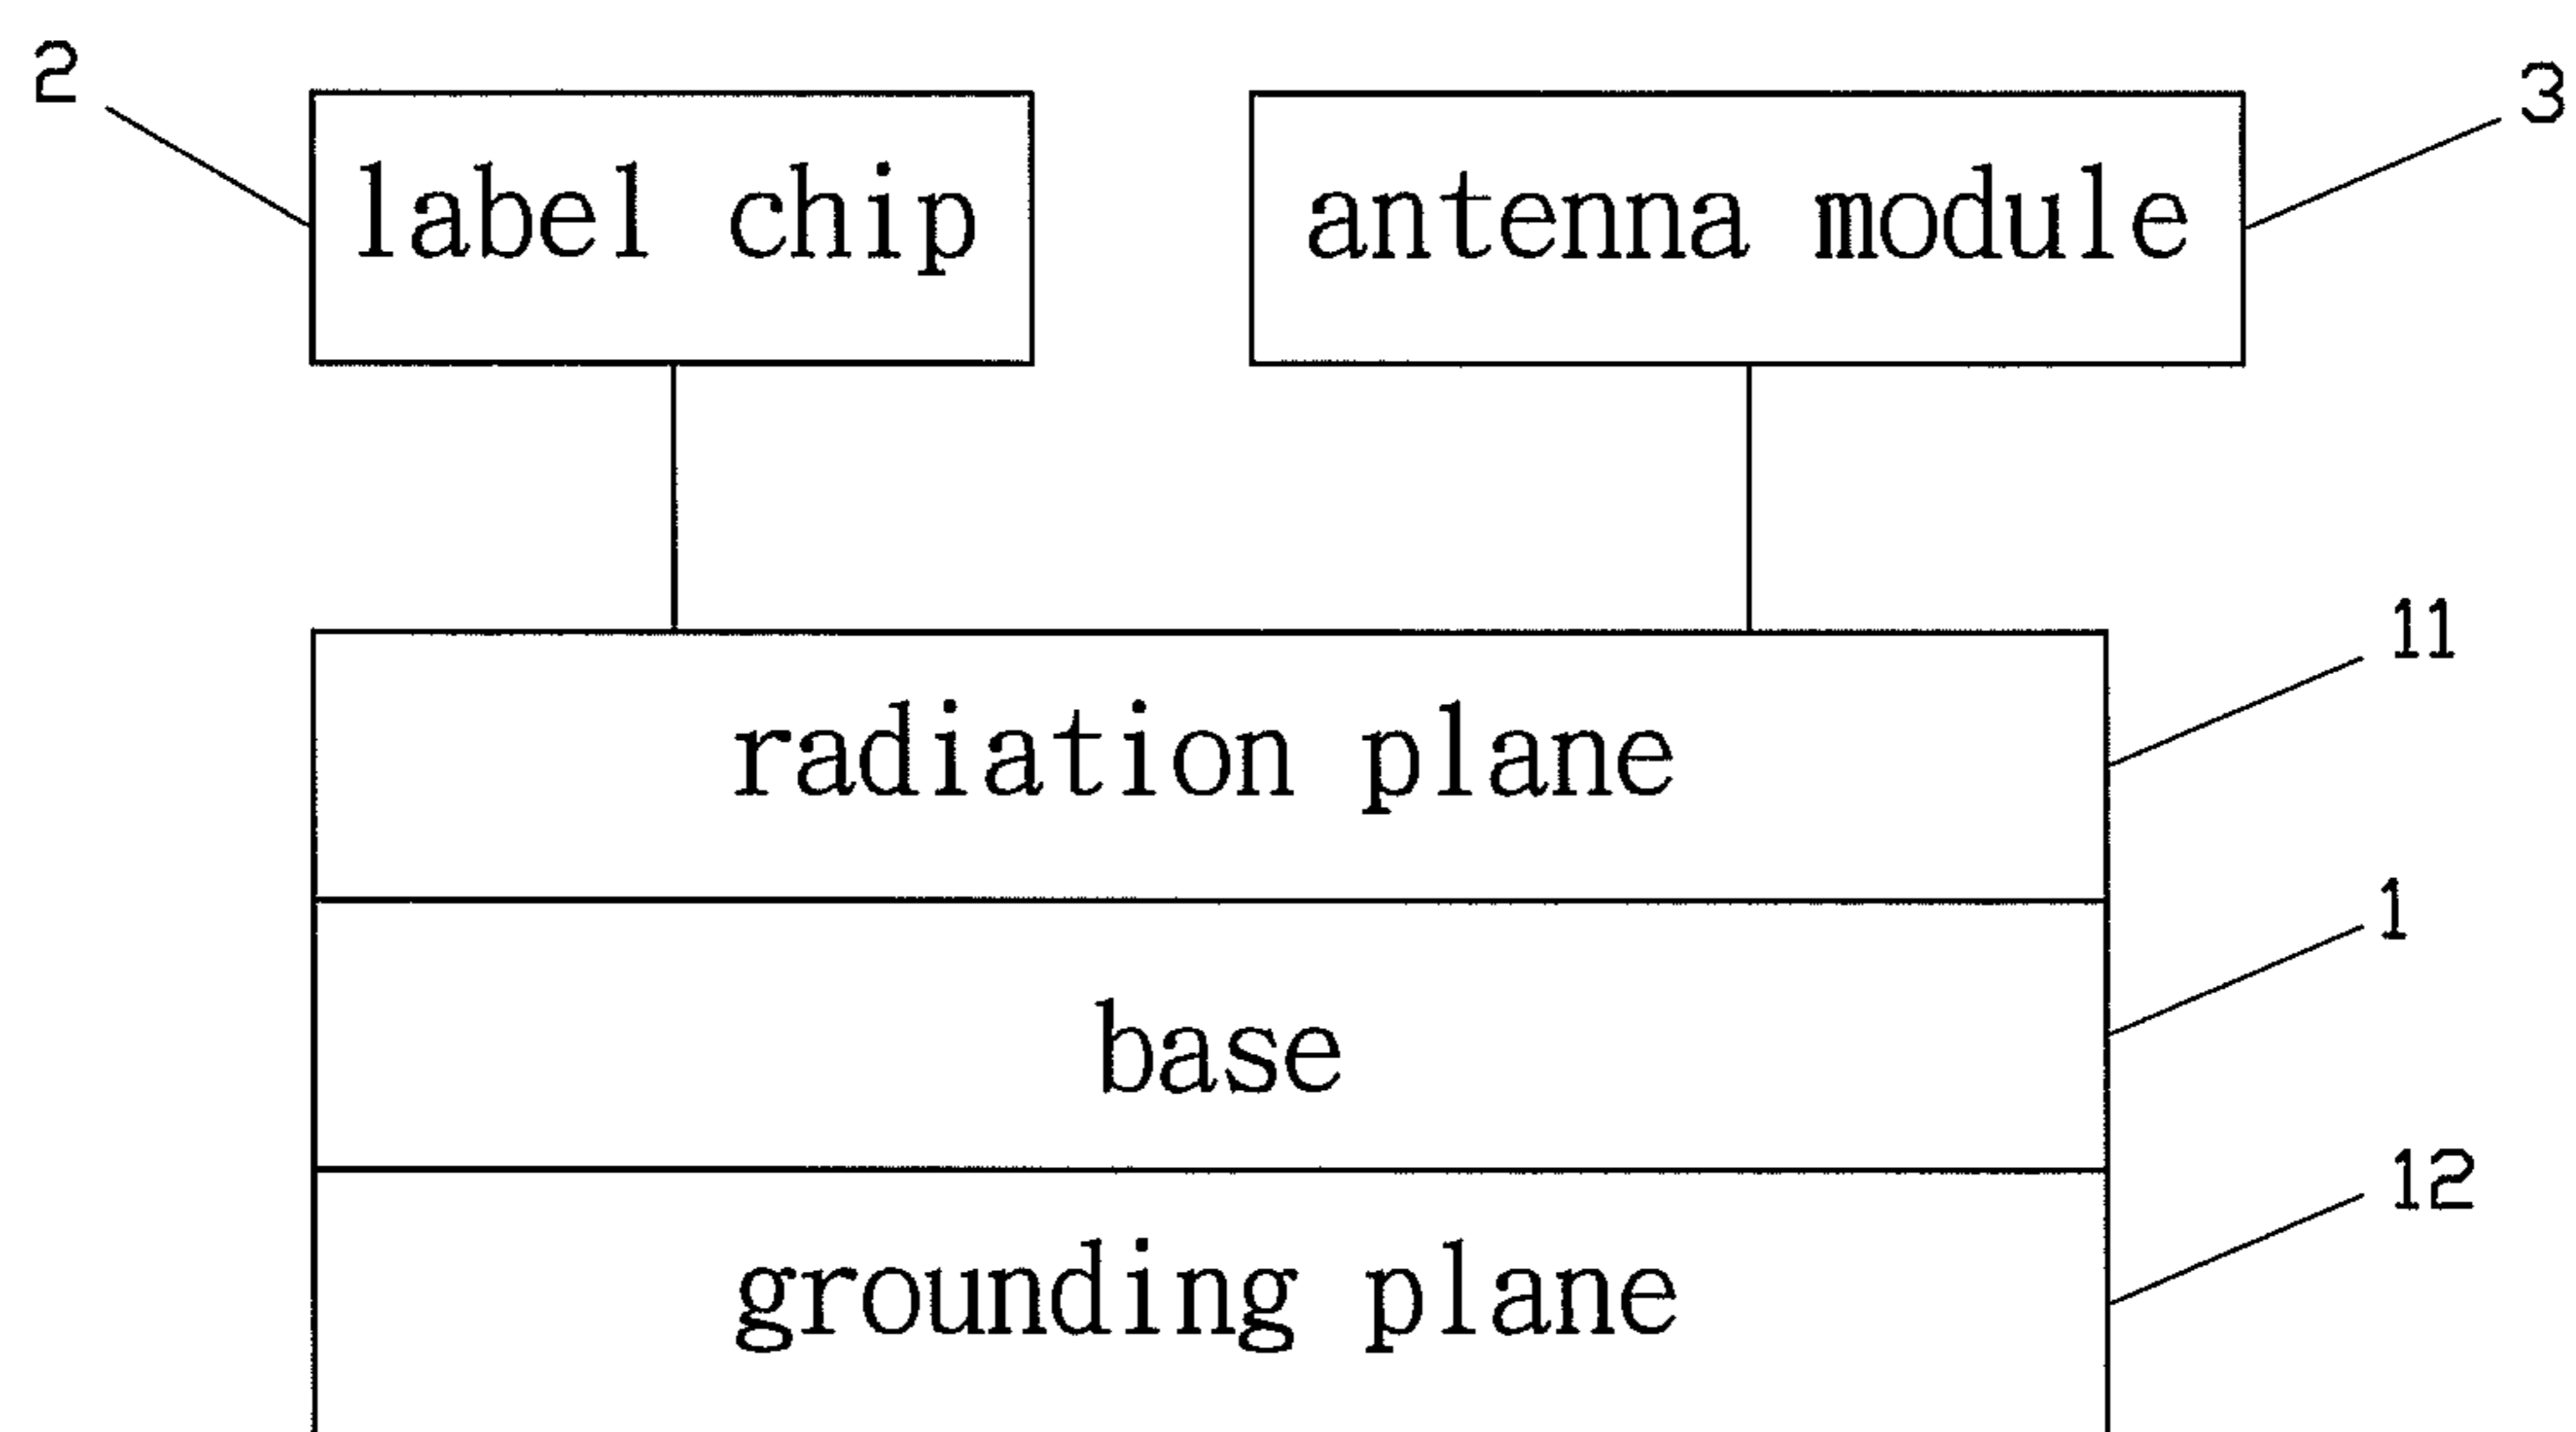 2
label chip
antenna module
3
11
radiation plane
1
base
12
grounding plane